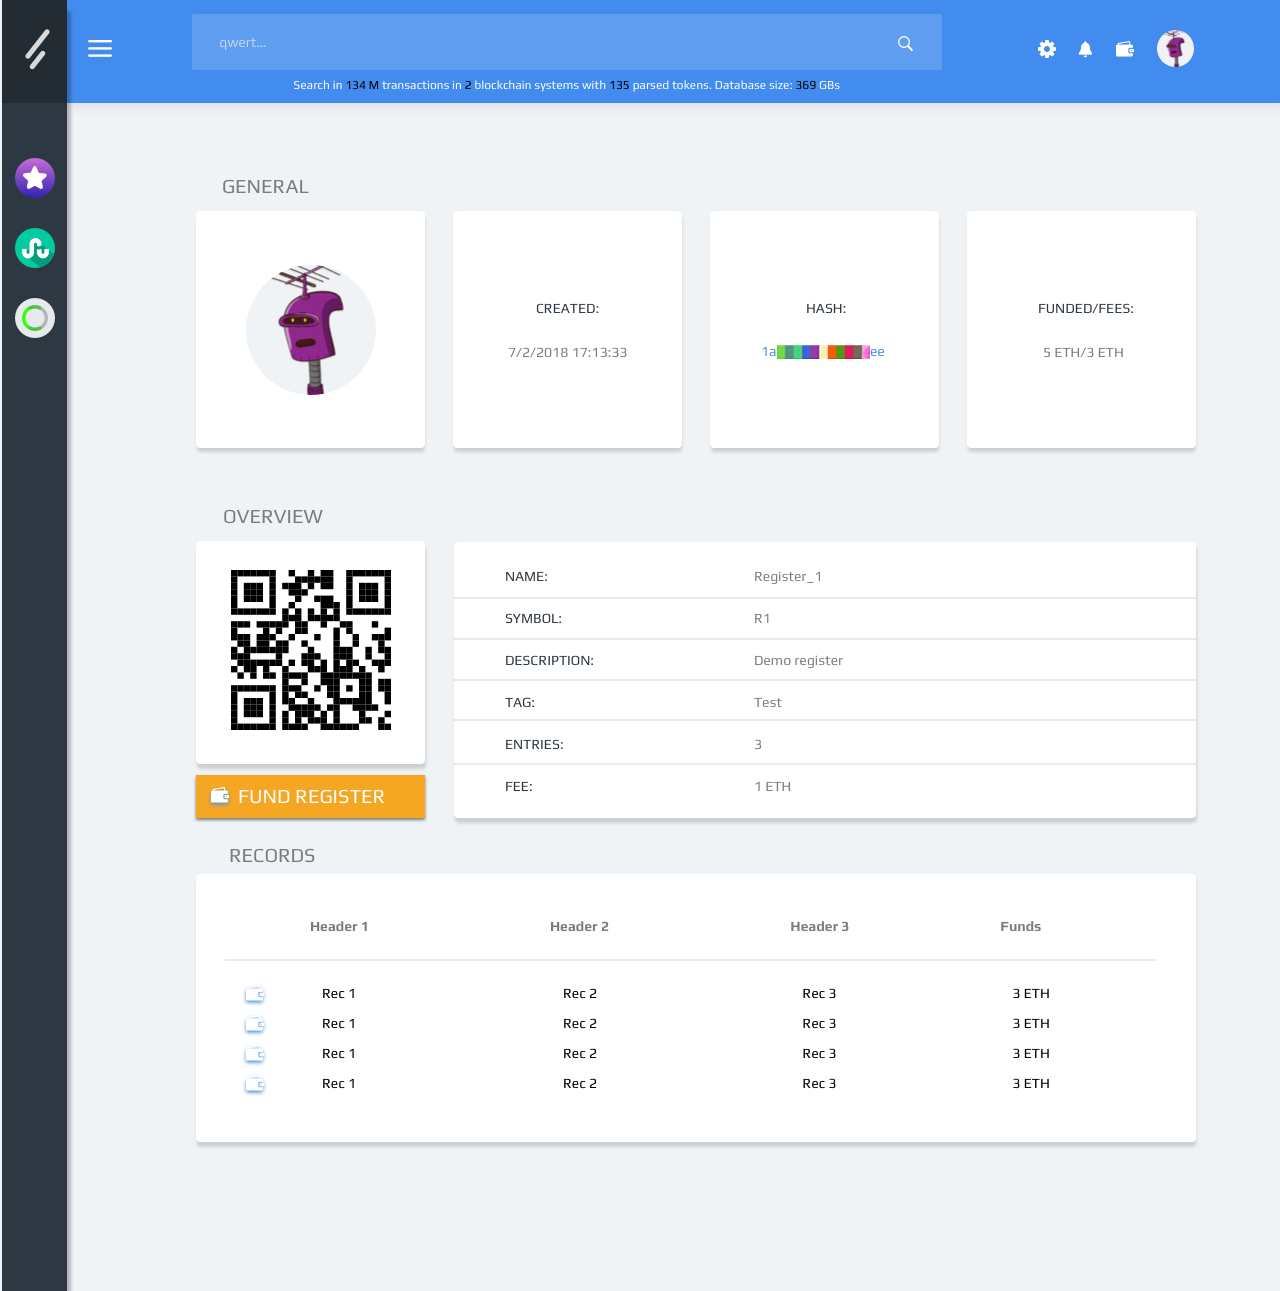 qwert...
Search in 134 M transactions in 2 blockchain systems with 135 parsed tokens. Database size: 369 GBs
GENERAL
CREATED:
7/2/2018 17:13:33
HASH:
1a ee
FUNDED/FEES:
5 ETH/3 ETH
OVERVIEW
NAME: Register_1
SYMBOL: R1
DESCRIPTION: Demo register
TAG: Test
ENTRIES: 3
FEE: 1 ETH
FUND REGISTER
RECORDS
Header 1 Header 2 Header 3 Funds
Rec 1 Rec 2 Rec 3 3 ETH
Rec 1 Rec 2 Rec 3 3 ETH
Rec 1 Rec 2 Rec 3 3 ETH
Rec 1 Rec 2 Rec 3 3 ETH